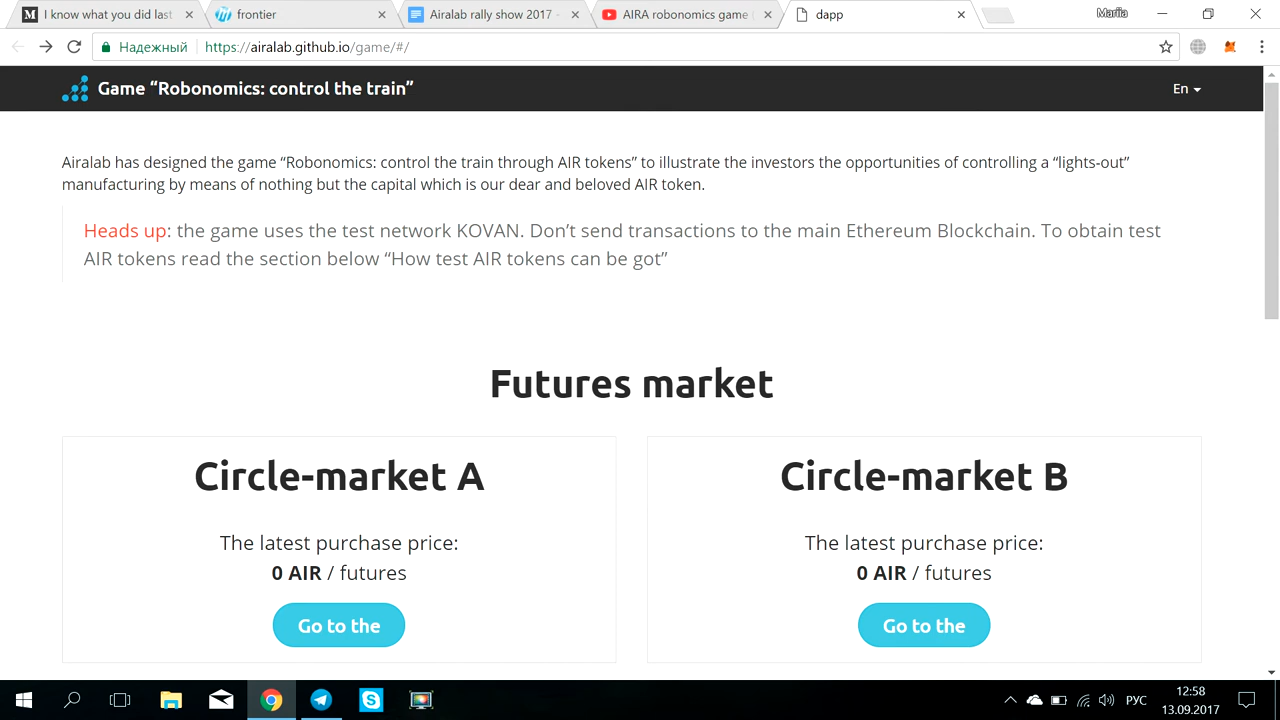 I know what you did last
frontier
Airalab rally show 2017 -
AIRA robonomics game
dapp
Mariia
Надежный
https://airalab.github.io/game/#/
Game “Robonomics: control the train”
En
Airalab has designed the game “Robonomics: control the train through AIR tokens” to illustrate the investors the opportunities of controlling a “lights-out”
manufacturing by means of nothing but the capital which is our dear and beloved AIR token.
Heads up: the game uses the test network KOVAN. Don’t send transactions to the main Ethereum Blockchain. To obtain test
AIR tokens read the section below “How test AIR tokens can be got”
Futures market
Circle-market A
The latest purchase price:
0 AIR / futures
Go to the
Circle-market B
The latest purchase price:
0 AIR / futures
Go to the
РУС
12:58
13.09.2017